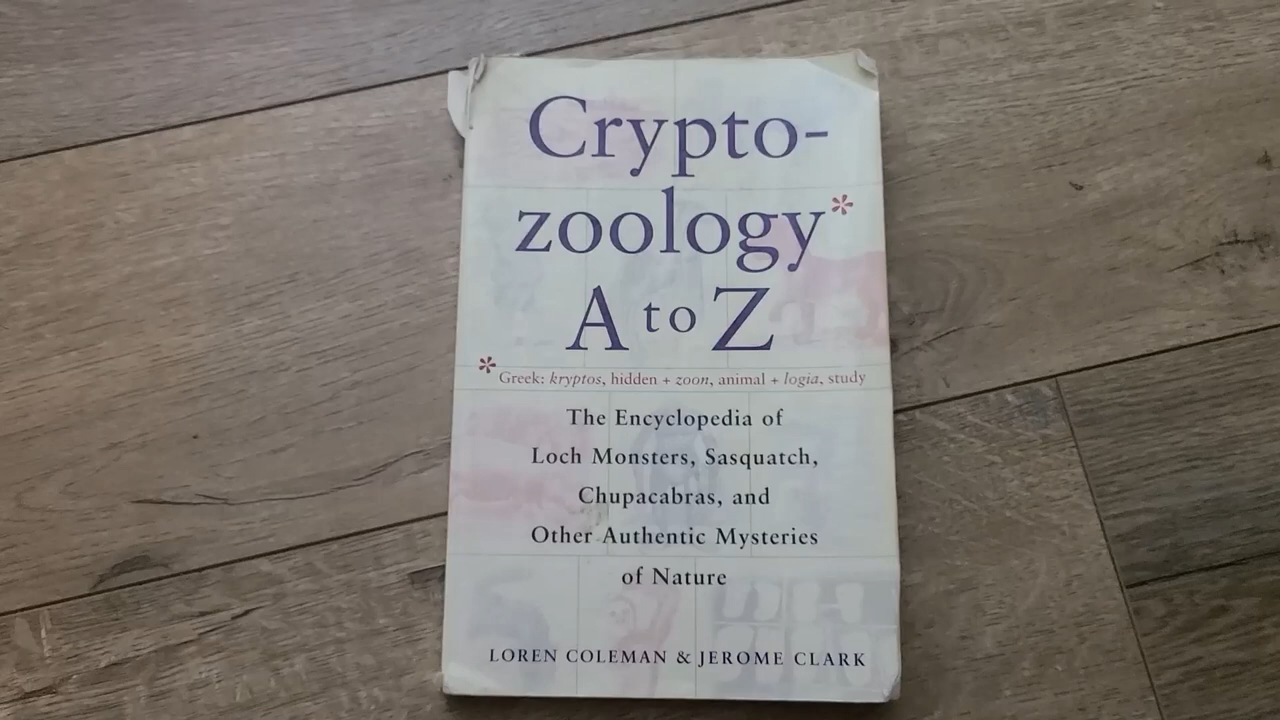 Crypto-
zoology*
A to Z
*Greek: kryptos, hidden + zoon, animal + logia, study
The Encyclopedia of
Loch Monsters, Sasquatch,
Chupacabras, and
Other Authentic Mysteries
of Nature
LOREN COLEMAN & JEROME CLARK